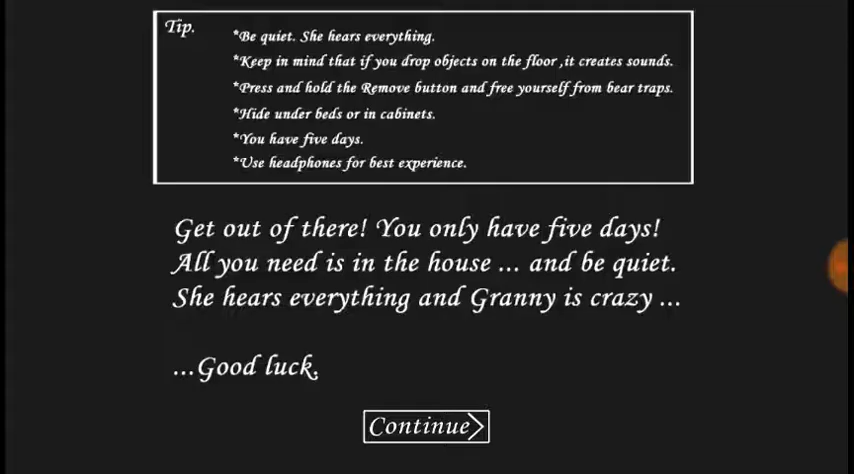 Tip.
*Be quiet. She hears everything.
*Keep in mind that if you drop objects on the floor ,it creates sounds.
*Press and hold the Remove button and free yourself from bear traps.
*Hide under beds or in cabinets.
*You have five days.
*Use headphones for best experience.
Get out of there! You only have five days!
All you need is in the house ... and be quiet.
She hears everything and Granny is crazy ...
...Good luck.
Continue